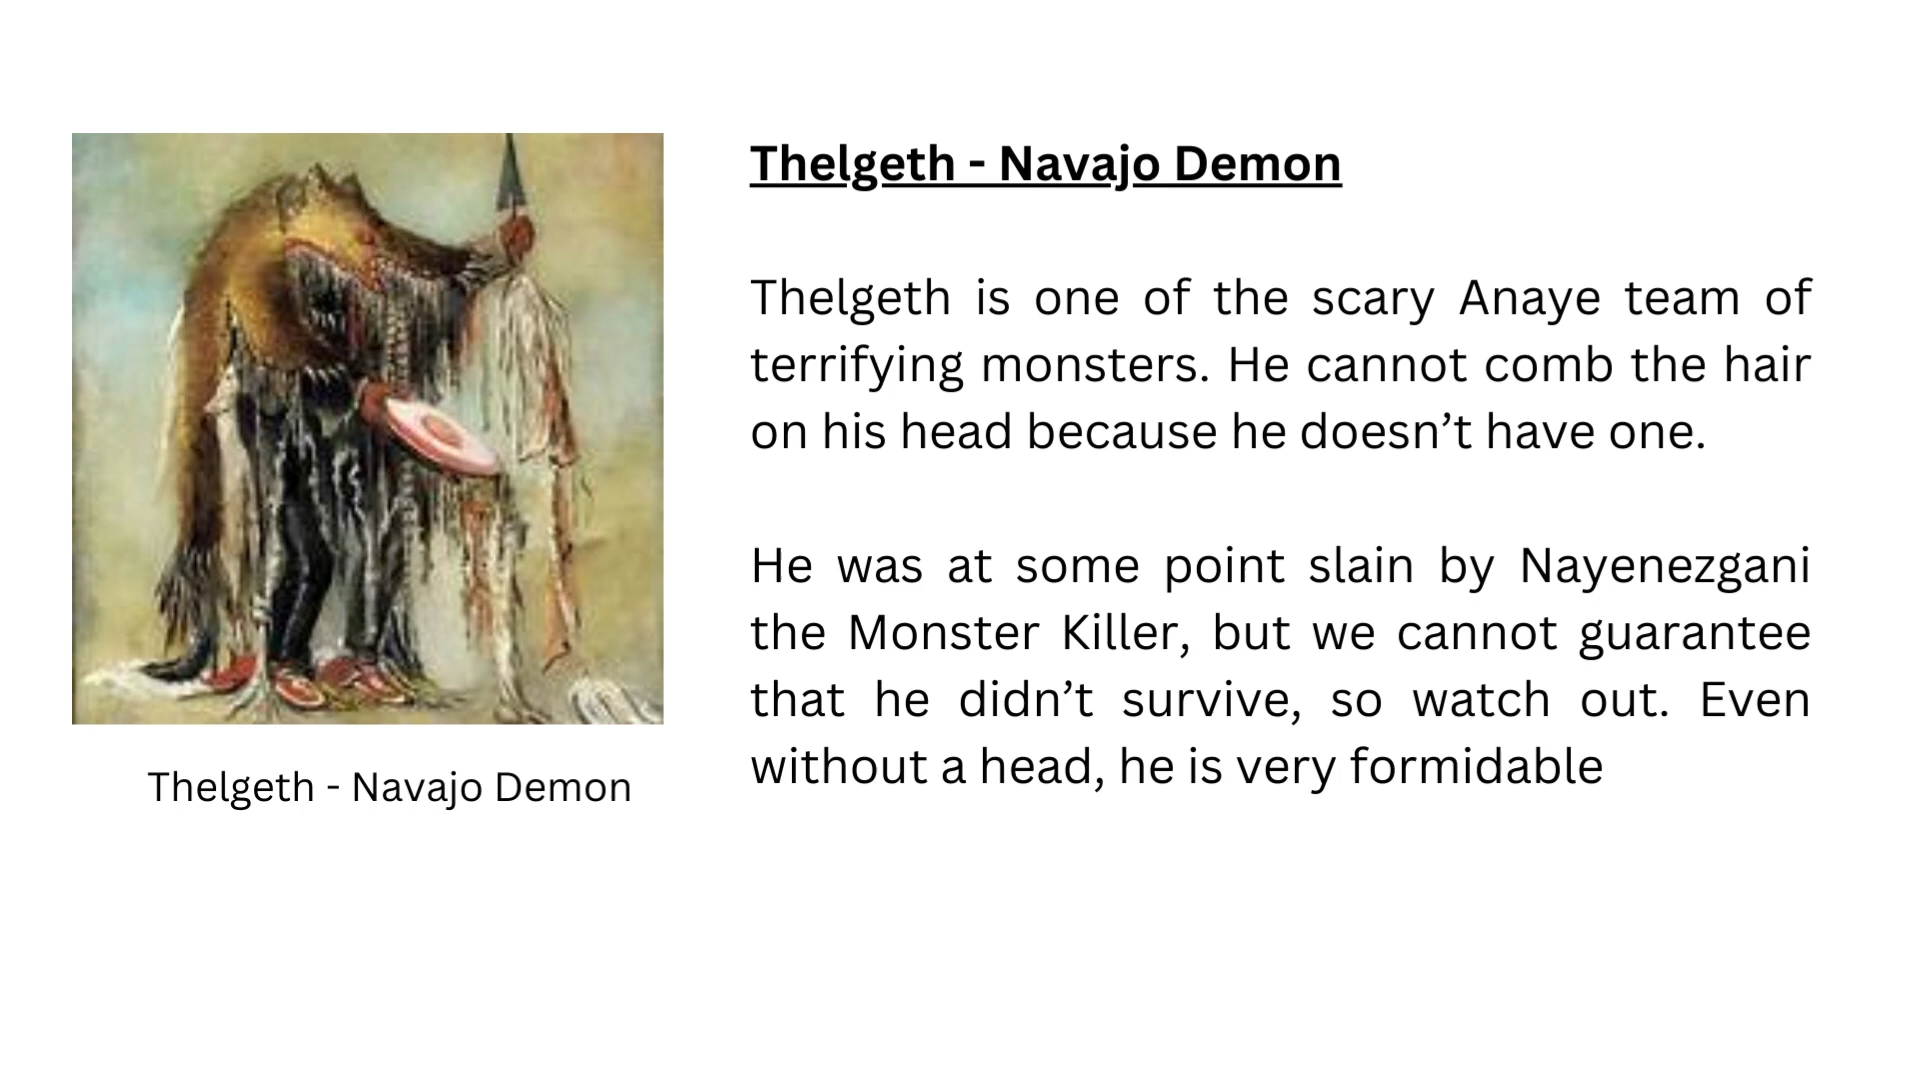 Thelgeth - Navajo Demon
Thelgeth is one of the scary Anaye team of
terrifying monsters. He cannot comb the hair
on his head because he doesn’t have one.
He was at some point slain by Nayenezgani
the Monster Killer, but we cannot guarantee
that he didn’t survive, so watch out. Even
without a head, he is very formidable
Thelgeth - Navajo Demon